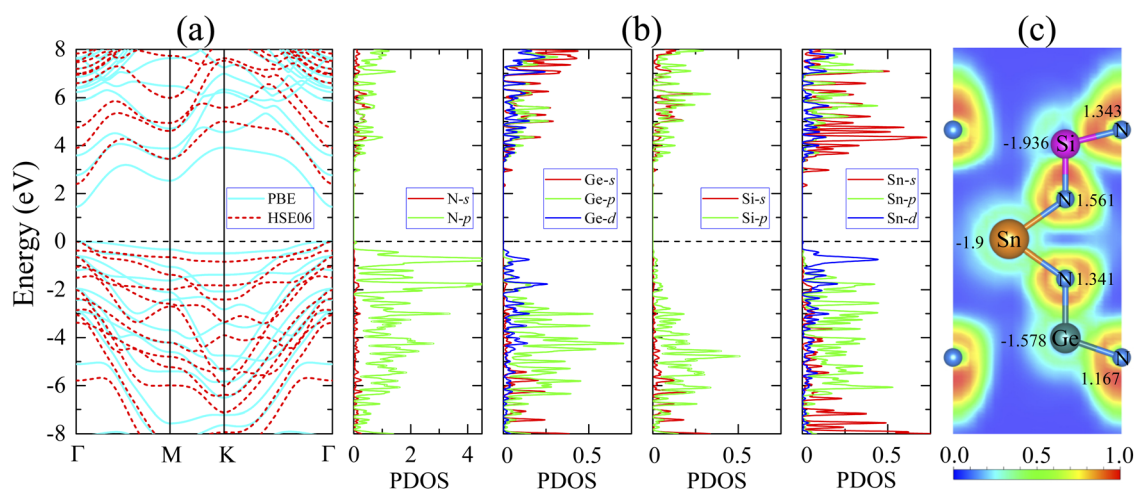 (a)
(b)
(c)
Energy (eV)
8
6
4
2
0
-2
-4
-6
-8
Γ
M
K
Γ
PBE
HSE06
N-s
N-p
0
2
4
PDOS
Ge-s
Ge-p
Ge-d
0
0.5
PDOS
Si-s
Si-p
0
0.5
PDOS
Sn-s
Sn-p
Sn-d
0
0.5
PDOS
1.343
Si
N
-1.936
N
1.561
Sn
-1.9
N
1.341
Ge
-1.578
N
1.167
0.0
0.5
1.0